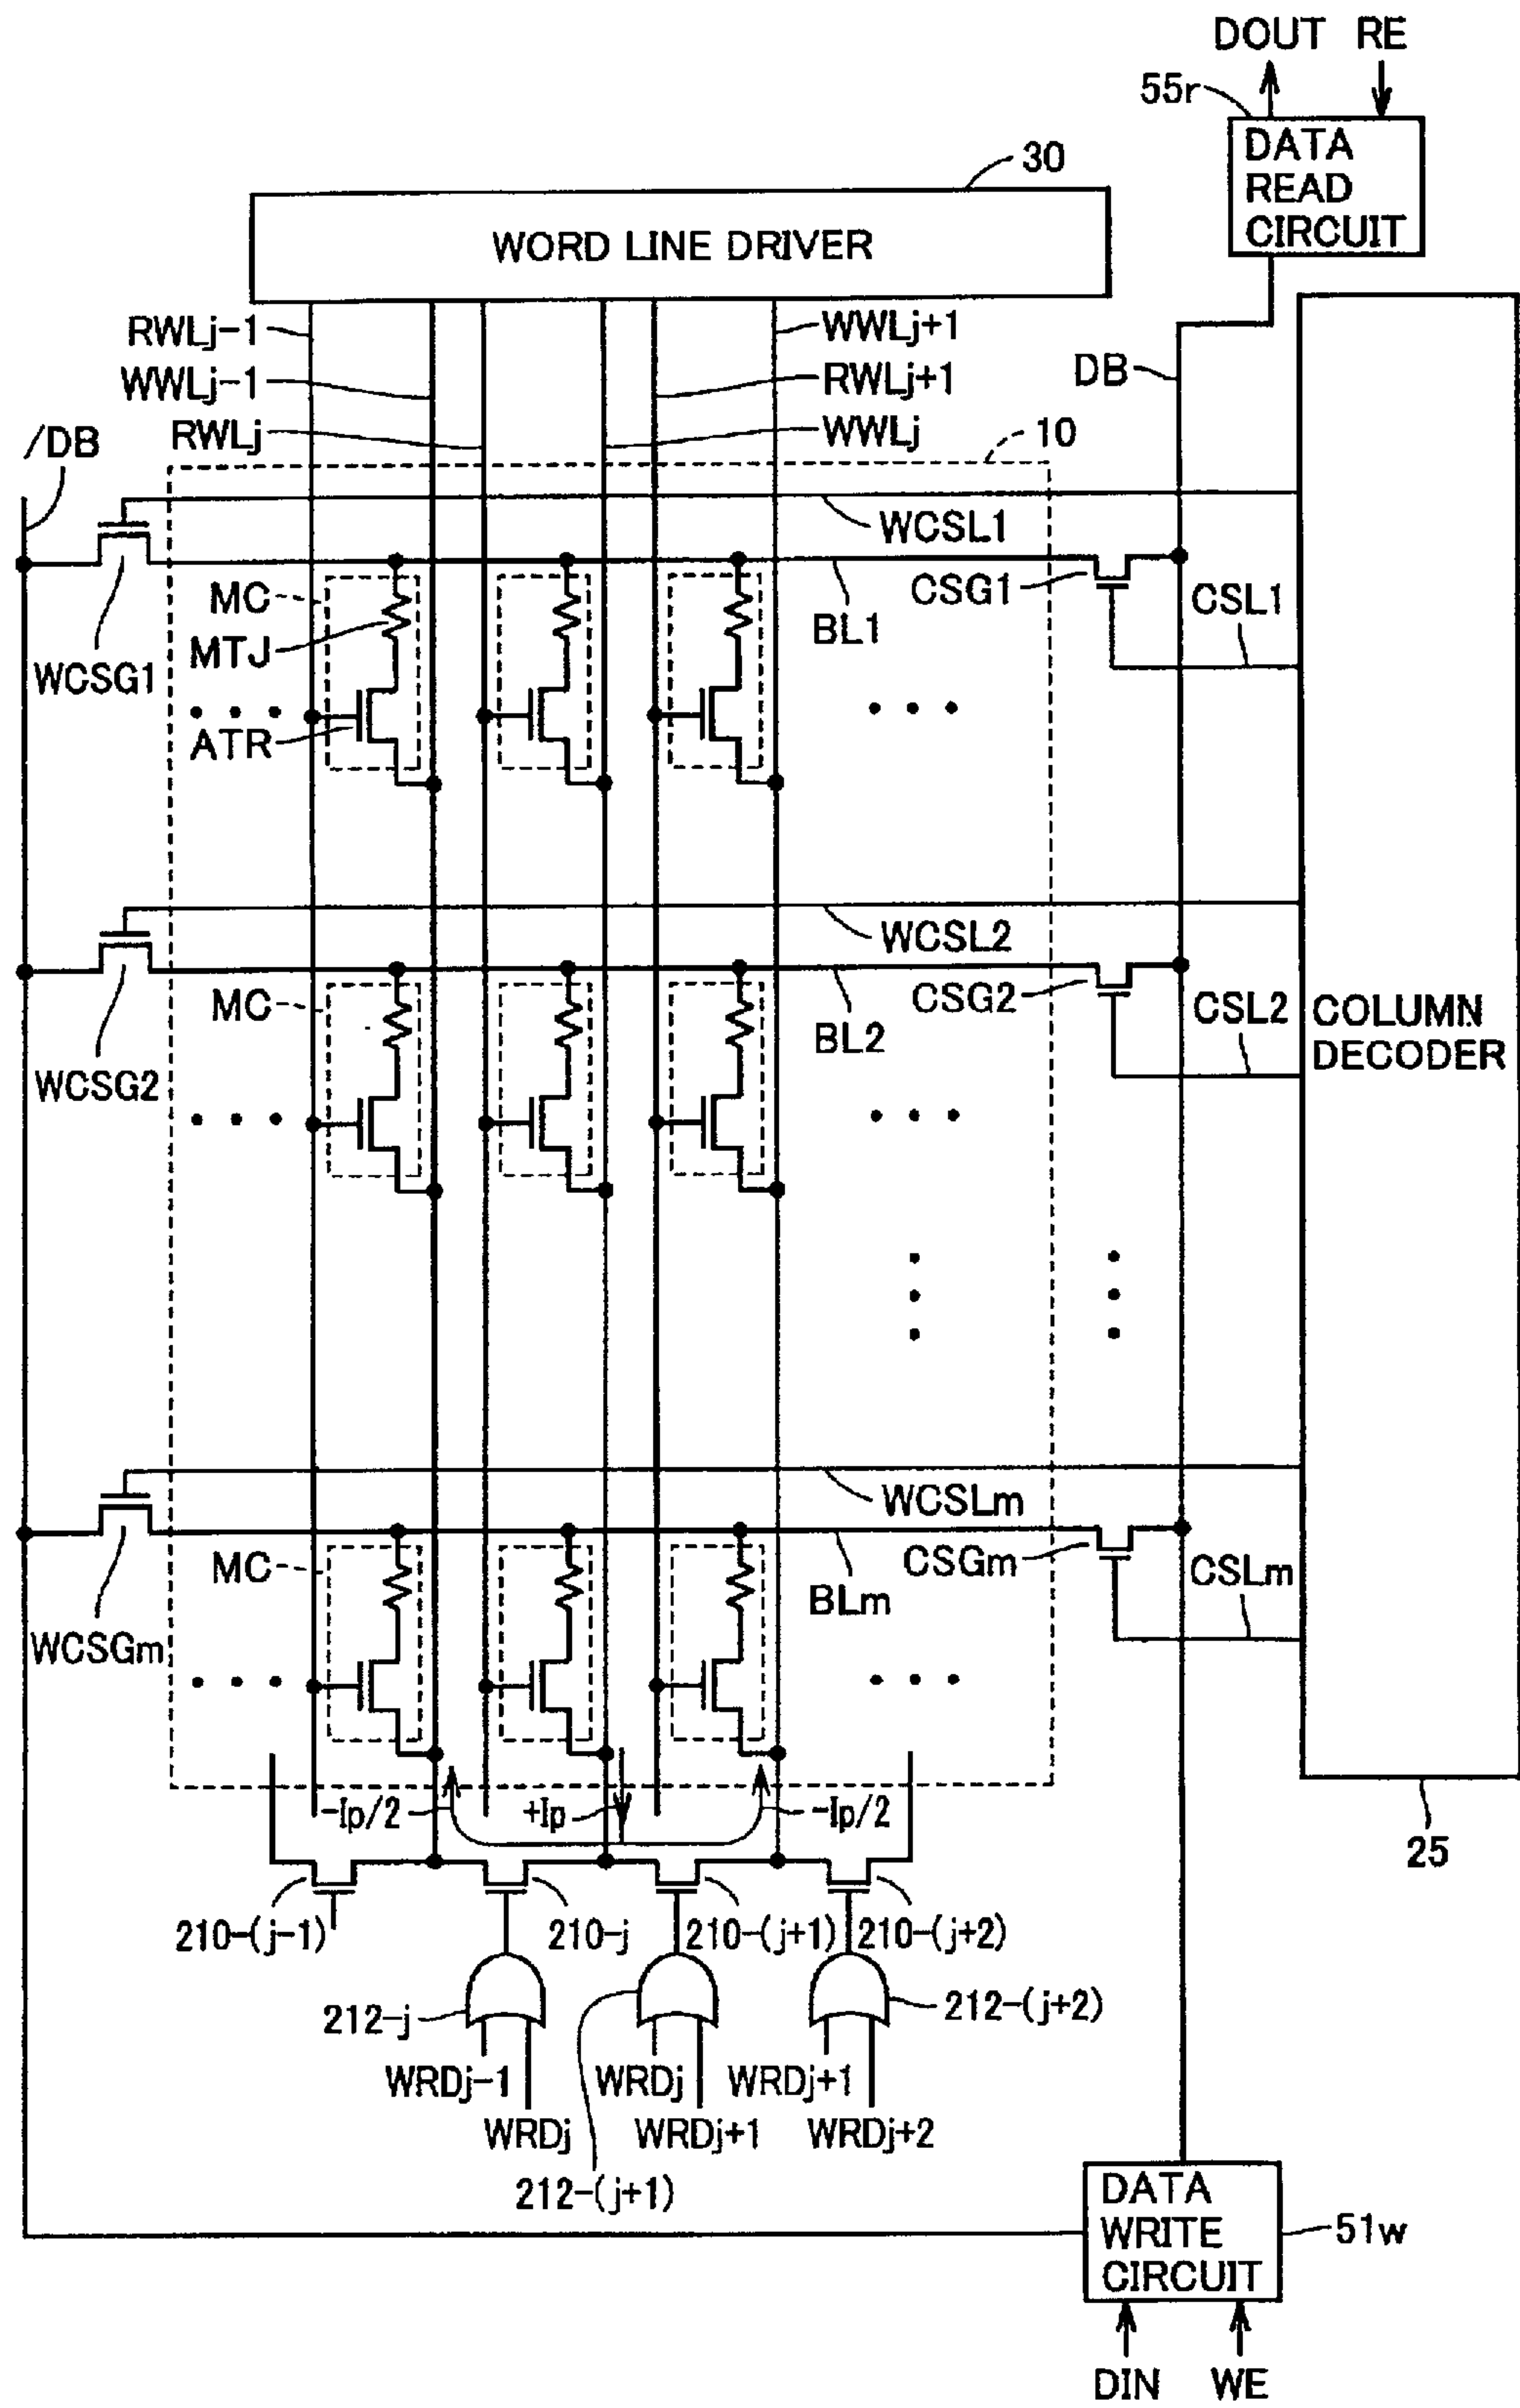 DOUT RE
55r
DATA
READ
CIRCUIT
30
WORD LINE DRIVER
RWLj-1
WWLj+1
DB
WWLj-1
RWLj+1
/DB
RWLj
WWLj
10
WCSL1
MC
CSG1
CSL1
BL1
MTJ
WCSG1
ATR
WCSL2
MC
CSG2
CSL2
COLUMN
DECODER
BL2
WCSG2
WCSLm
MC
CSGm
CSLm
BLm
WCSGm
-Ip/2
+Ip
-Ip/2
25
210-(j-1)
210-j
210-(j+1)
210-(j+2)
212-j
212-(j+2)
WRDj-1
WRDj
WRDj+1
WRDj
WRDj+1
WRDj+2
212-(j+1)
DATA
WRITE
CIRCUIT
51w
DIN
WE